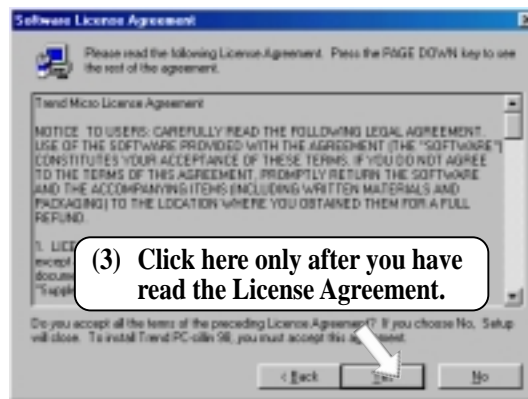 Software License Agreement
Please read the following License Agreement. Press the PAGE DOWN key to see
the rest of the agreement.
Trend Micro License Agreement
NOTICE TO USERS: CAREFULLY READ THE FOLLOWING LEGAL AGREEMENT.
USE OF THE SOFTWARE PROVIDED WITH THE AGREEMENT (THE "SOFTWARE")
CONSTITUTES YOUR ACCEPTANCE OF THESE TERMS. IF YOU DO NOT AGREE
TO THE TERMS OF THIS AGREEMENT, PROMPTLY RETURN THE SOFTWARE
AND THE ACCOMPANYING ITEMS (INCLUDING WRITTEN MATERIALS AND
PACKAGING) TO THE LOCATION WHERE YOU OBTAINED THEM FOR A FULL
REFUND.
1. LICE
except
docume
"Supple
(3) Click here only after you have
read the License Agreement.
Do you accept all the terms of the preceding License Agreement? If you choose No, Setup
will close. To install Trend PC-cillin 98, you must accept this agreement.
< Back
Yes
No